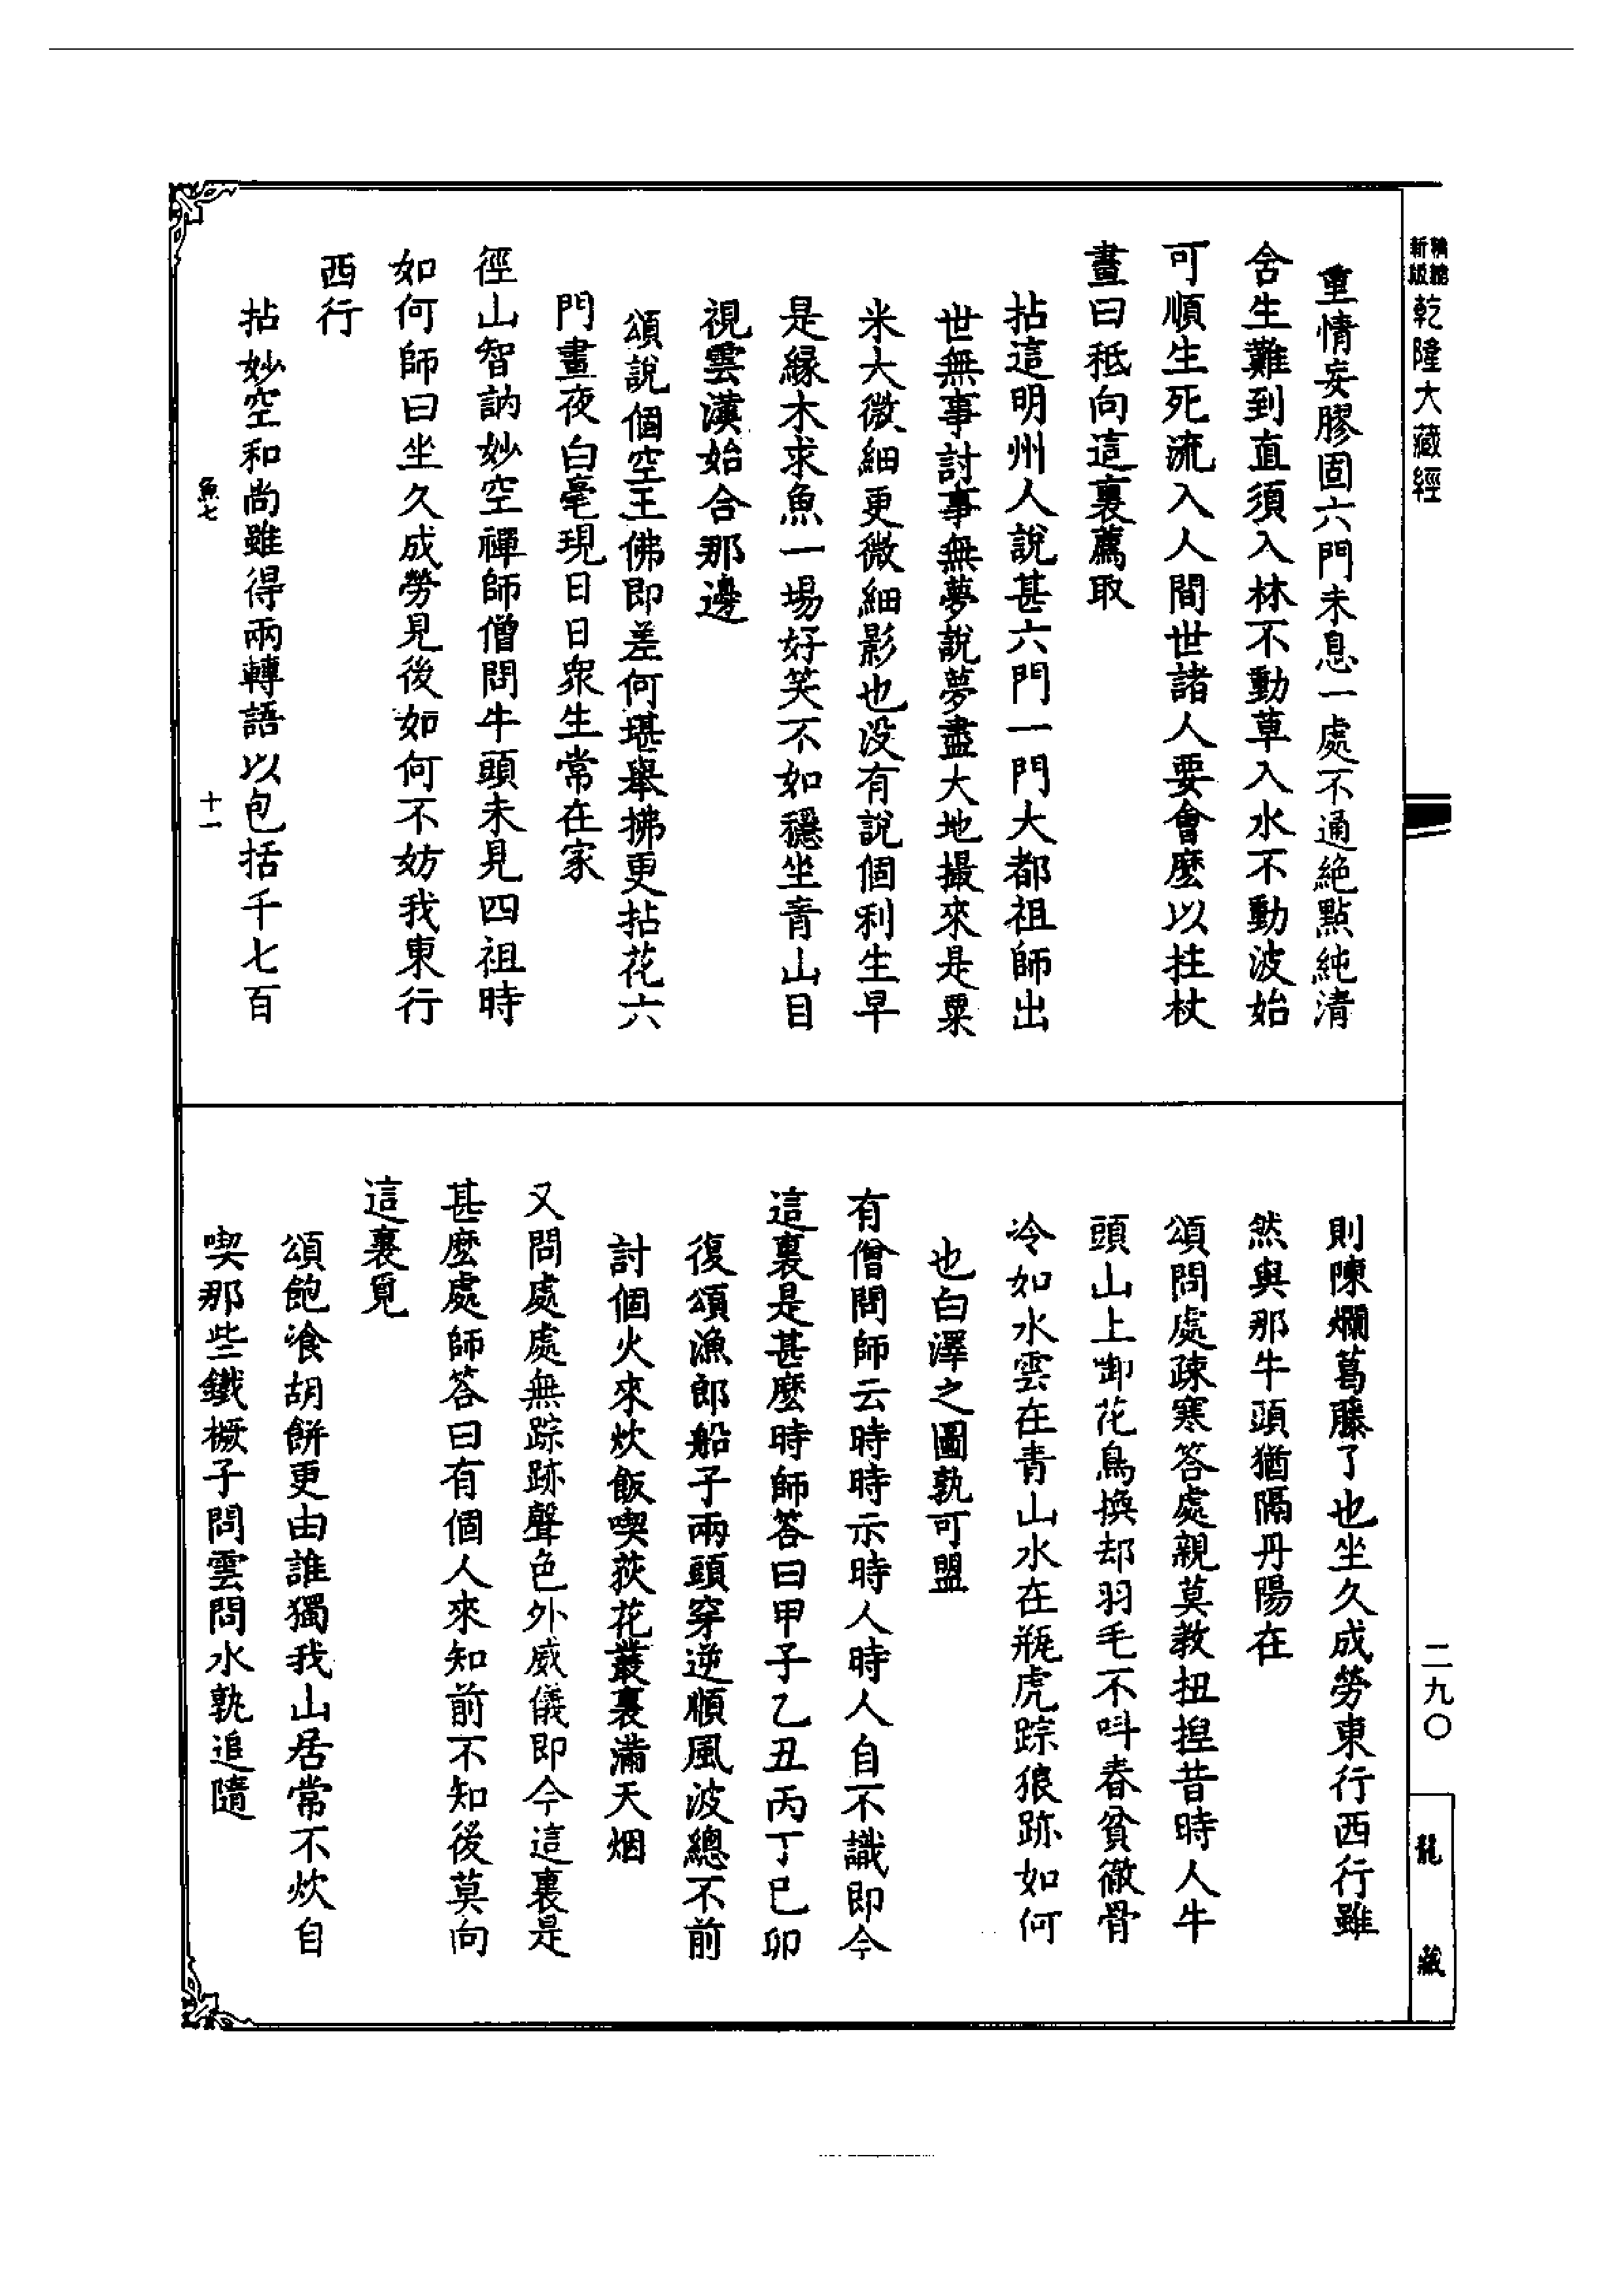 精總
新版
乾隆大藏經
重情妄膠固六門未息一處不通絶點純清
含生難到直須入林不動草入水不動波始
可順生死流入人間世諸人要會麽以拄杖
畫曰秖向這裏薦取
拈這明州人說甚六門一門大都祖師出
世無事討事無夢說夢盡大地撮來是粟
米大微細更微細影也没有說個利生早
是縁木求魚一場好笑不如穩坐青山目
視雲漢始合那邊
頌說個空王佛即差何堪舉拂更拈花六
門晝夜白毫現日日衆生常在家
徑山智訥妙空禪師僧問牛頭未見四祖時
如何師曰坐久成勞見後如何不妨我東行
西行
拈妙空和尚雖得兩轉語以包括千七百
魚七
十一
則陳爛葛藤了也坐久成勞東行西行雖
然與那牛頭猶隔丹陽在
頌問處疎寒答處親莫教扭揑昔時人牛
頭山上啣花鳥換却羽毛不呌春貧徹骨
冷如水雲在青山水在瓶虎踪狼跡如何
也白澤之圖孰可盟
有僧問師云時時示時人時人自不識即今
這裏是甚麽時師答曰甲子乙丑丙丁巳卯
復頌漁郎船子兩頭穿逆順風波總不前
討個火來炊飯喫荻花叢裏滿天烟
又問處處無踪跡聲色外威儀即今這裏是
甚麽處師答曰有個人來知前不知後莫向
這裏覓
頌飽飡胡餅更由誰獨我山居常不炊自
喫那些鐵橛子問雲問水孰追隨
二九〇
龍藏